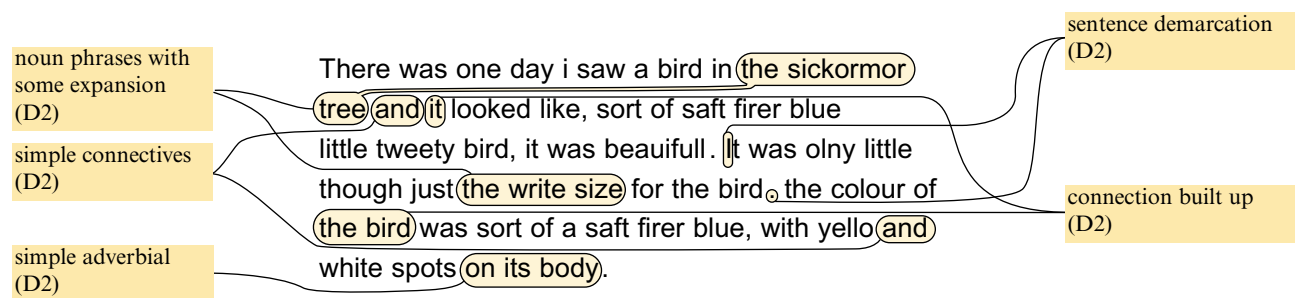 noun phrases with
some expansion
(D2)
simple connectives
(D2)
simple adverbial
(D2)
There was one day i saw a bird in the sickormor
tree and it looked like, sort of saft firer blue
little tweety bird, it was beauifull . It was olny little
though just the write size for the bird . the colour of
the bird was sort of a saft firer blue, with yello and
white spots on its body.
sentence demarcation
(D2)
connection built up
(D2)